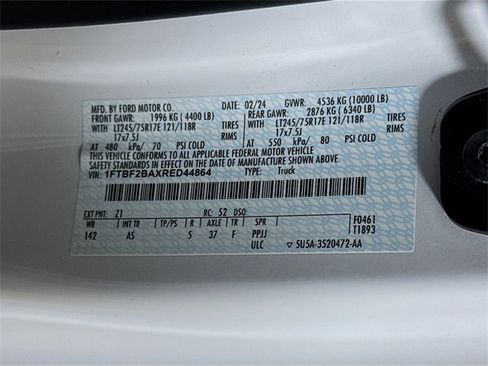 MFD. BY FORD MOTOR CO. 02/24 GVWR: 4536 KG (10000 LB)
FRONT GAWR: 1996 KG (4400 LB) REAR GAWR: 2876 KG (6340 LB)
WITH LT245/75R17E 121/118R WITH LT245/75R17E 121/118R
TIRES TIRES
17x7.5J RIMS 17x7.5J RIMS
AT 480 kPa/ 70 PSI COLD AT 550 kPa/ 80 PSI COLD
THIS VEHICLE CONFORMS TO ALL APPLICABLE FEDERAL MOTOR VEHICLE
SAFETY STANDARDS IN EFFECT ON THE DATE OF MANUFACTURE SHOWN ABOVE.
VIN: 1FTBF2BAXRED44864 TYPE: Truck
EXT PNT: Z1 RC: 52 DSO: F0461
WB INT TR TP/PS R AXLE TR SPR T1893
142 AS 5 37 F PPJJ
ULC 5U5A-3520472-AA